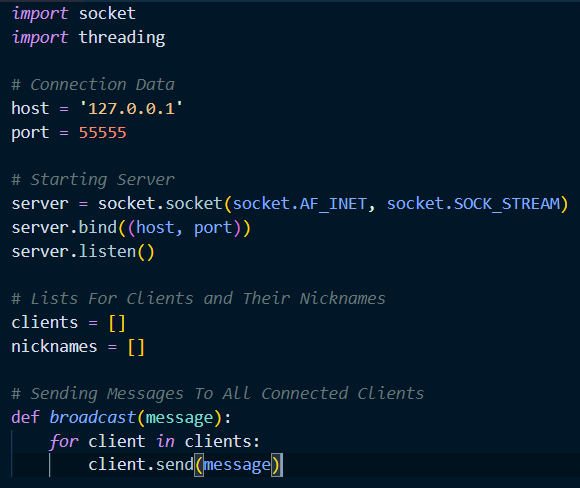 import socket
import threading

# Connection Data
host = '127.0.0.1'
port = 55555

# Starting Server
server = socket.socket(socket.AF_INET, socket.SOCK_STREAM)
server.bind((host, port))
server.listen()

# Lists For Clients and Their Nicknames
clients = []
nicknames = []

# Sending Messages To All Connected Clients
def broadcast(message):
    for client in clients:
        client.send(message)